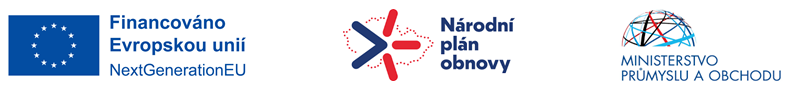 Financováno
Evropskou unií
NextGenerationEU
Národní
plán
obnovy
MINISTERSTVO
PRŮMYSLU A OBCHODU